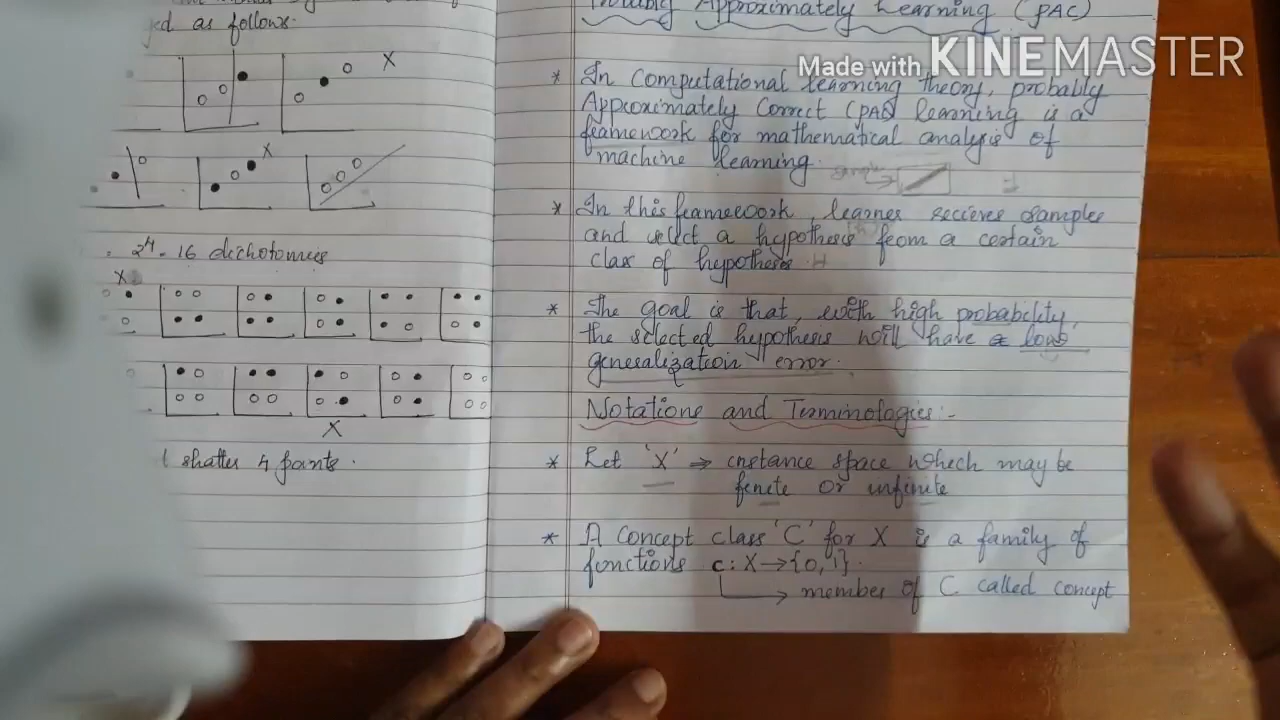 as follows.
X
X
2⁴ = 16 dichotomies
X
X
shatter 4 points.
Approximately Learning (PAC)
Made with KINEMASTER
* In computational learning theory, probably
Approximately Correct (PAC) learning is a
framework for mathematical analysis of
machine learning.
* In this framework, learner recieves samples
and select a hypothesis from a certain
class of hypotheses. H
* The goal is that, with high probability,
the selected hypothesis will have a low
generalization error.
Notations and Terminologies:-
* Let 'X' ⇒ instance space which may be
finite or infinite
* A Concept class 'C' for X is a family of
functions c: X→{0,1}.
→ member of C called concept